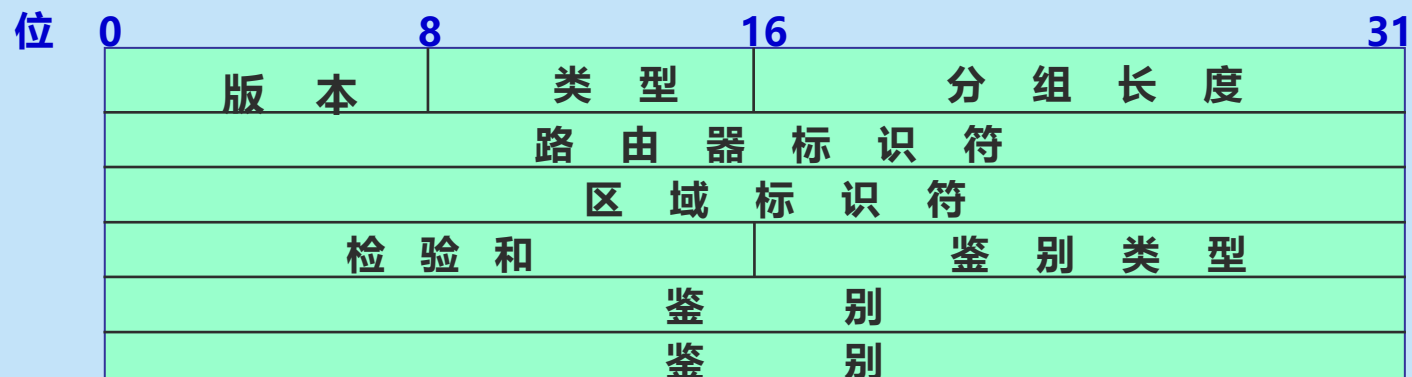 位 0 8 16 31
版 本 类 型 分 组 长 度
路 由 器 标 识 符
区 域 标 识 符
检 验 和 鉴 别 类 型
鉴 别
鉴 别